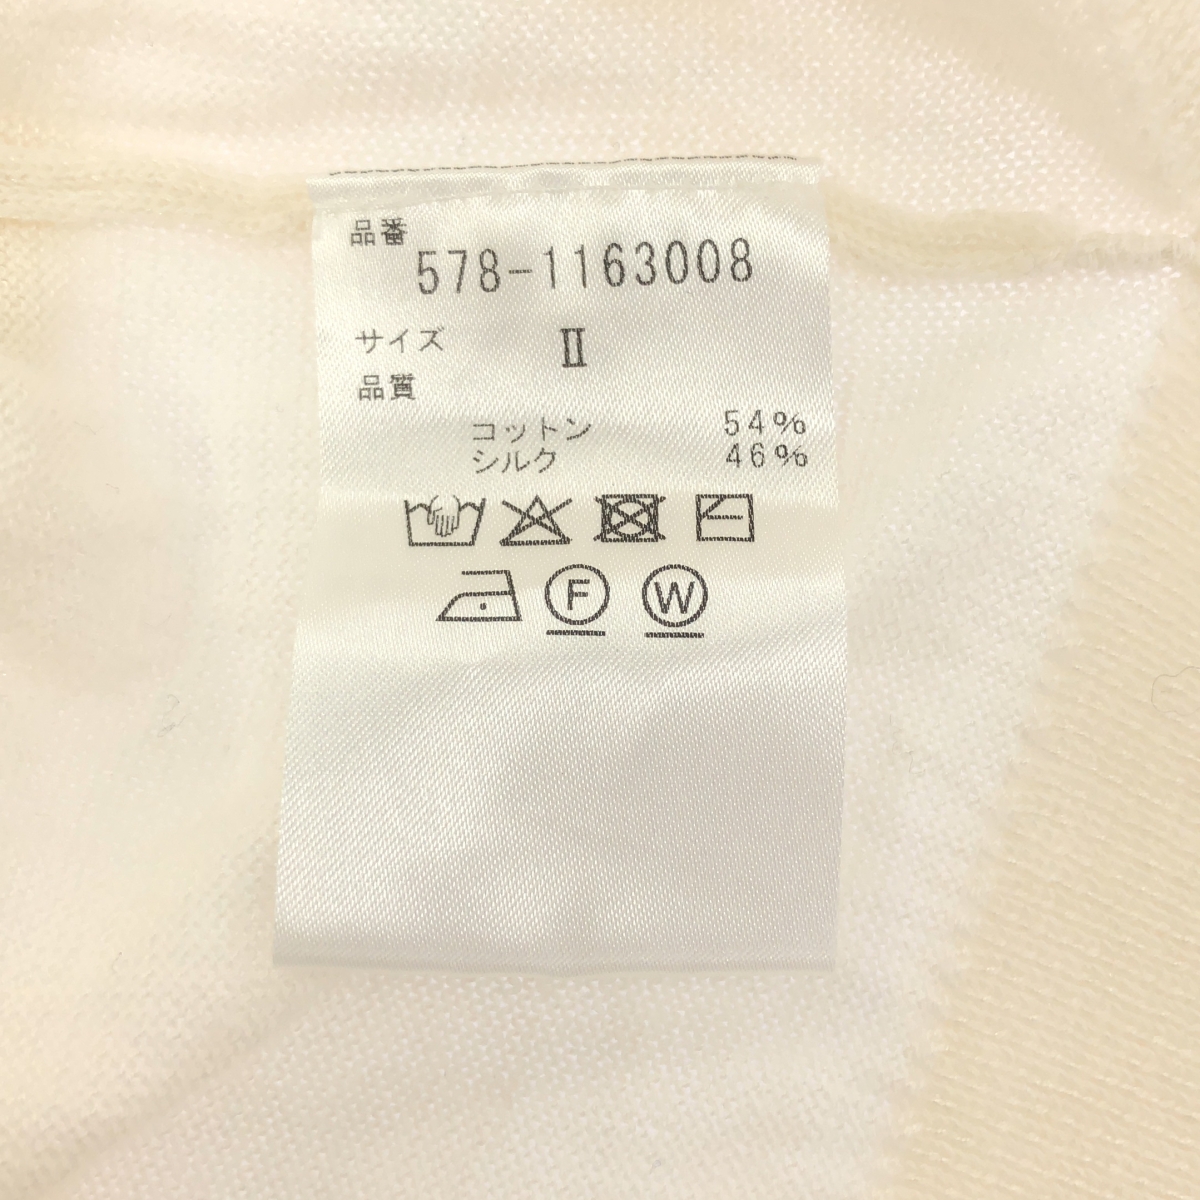 品番
578-1163008
サイズ Ⅱ
品質
コットン 54%
シルク 46%
F W